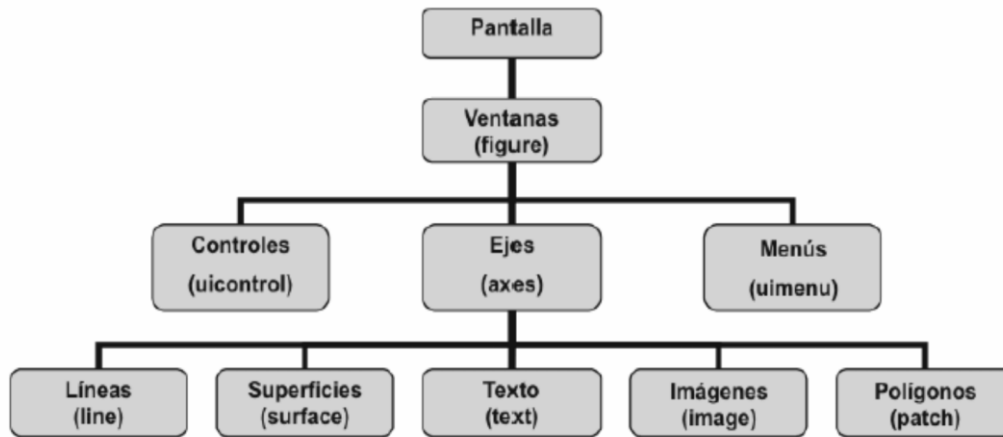 Pantalla
Ventanas
(figure)
Controles
(uicontrol)
Ejes
(axes)
Menús
(uimenu)
Líneas
(line)
Superficies
(surface)
Texto
(text)
Imágenes
(image)
Polígonos
(patch)